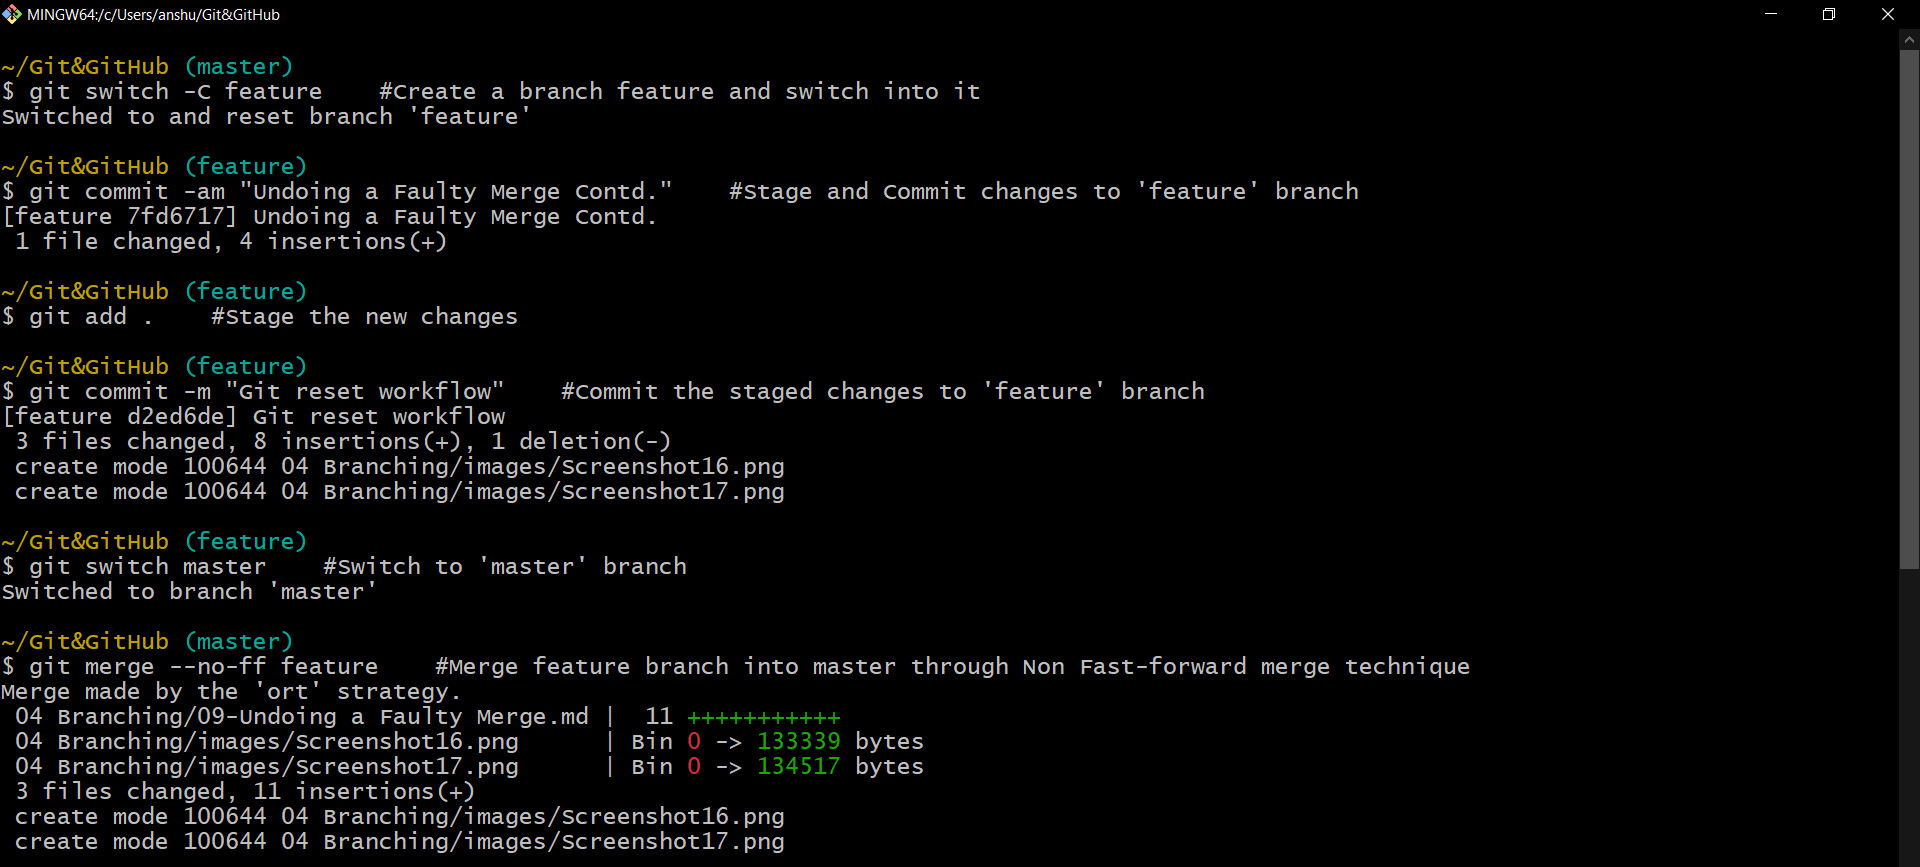 MINGW64:/c/Users/anshu/Git&GitHub
~/Git&GitHub (master)
$ git switch -C feature    #Create a branch feature and switch into it
Switched to and reset branch 'feature'
~/Git&GitHub (feature)
$ git commit -am "Undoing a Faulty Merge Contd."    #Stage and Commit changes to 'feature' branch
[feature 7fd6717] Undoing a Faulty Merge Contd.
 1 file changed, 4 insertions(+)
~/Git&GitHub (feature)
$ git add .    #Stage the new changes
~/Git&GitHub (feature)
$ git commit -m "Git reset workflow"    #Commit the staged changes to 'feature' branch
[feature d2ed6de] Git reset workflow
 3 files changed, 8 insertions(+), 1 deletion(-)
 create mode 100644 04 Branching/images/Screenshot16.png
 create mode 100644 04 Branching/images/Screenshot17.png
~/Git&GitHub (feature)
$ git switch master    #Switch to 'master' branch
Switched to branch 'master'
~/Git&GitHub (master)
$ git merge --no-ff feature    #Merge feature branch into master through Non Fast-forward merge technique
Merge made by the 'ort' strategy.
 04 Branching/09-Undoing a Faulty Merge.md |  11 +++++++++++
 04 Branching/images/Screenshot16.png      | Bin 0 -> 133339 bytes
 04 Branching/images/Screenshot17.png      | Bin 0 -> 134517 bytes
 3 files changed, 11 insertions(+)
 create mode 100644 04 Branching/images/Screenshot16.png
 create mode 100644 04 Branching/images/Screenshot17.png